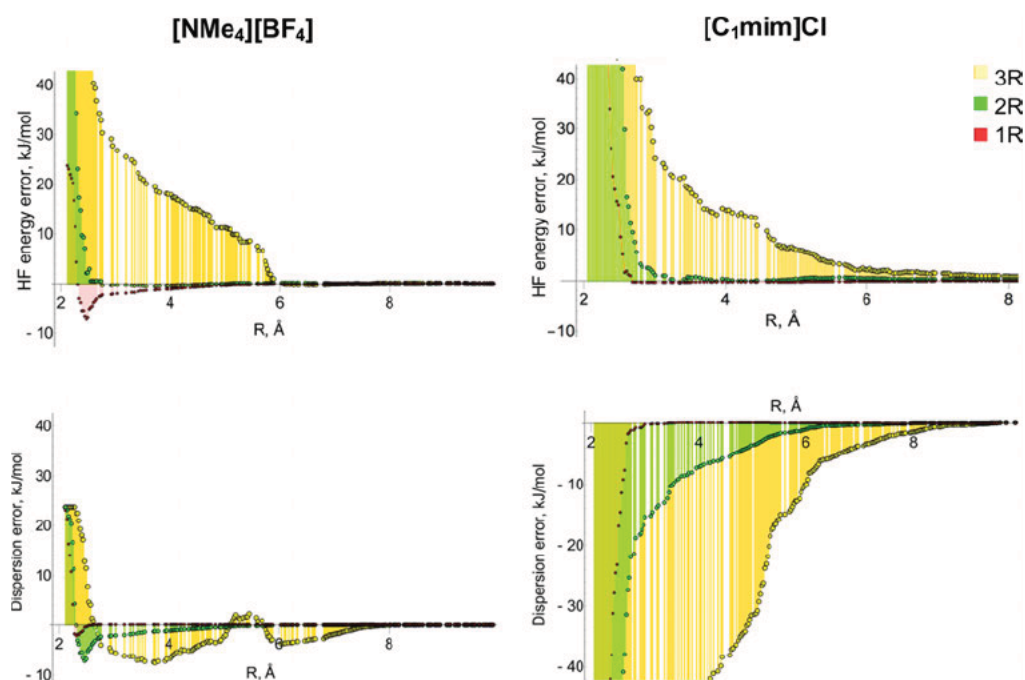 [NMe4][BF4]
[C1mim]Cl
HF energy error, kJ/mol
40
30
20
10
- 10
2
4
6
8
R, Å
HF energy error, kJ/mol
40
30
20
10
−10
2
4
6
8
R, Å
3R
2R
1R
Dispersion error, kJ/mol
40
30
20
10
- 10
2
4
6
8
R, Å
Dispersion error, kJ/mol
R, Å
2
4
6
8
- 10
- 20
- 30
- 40